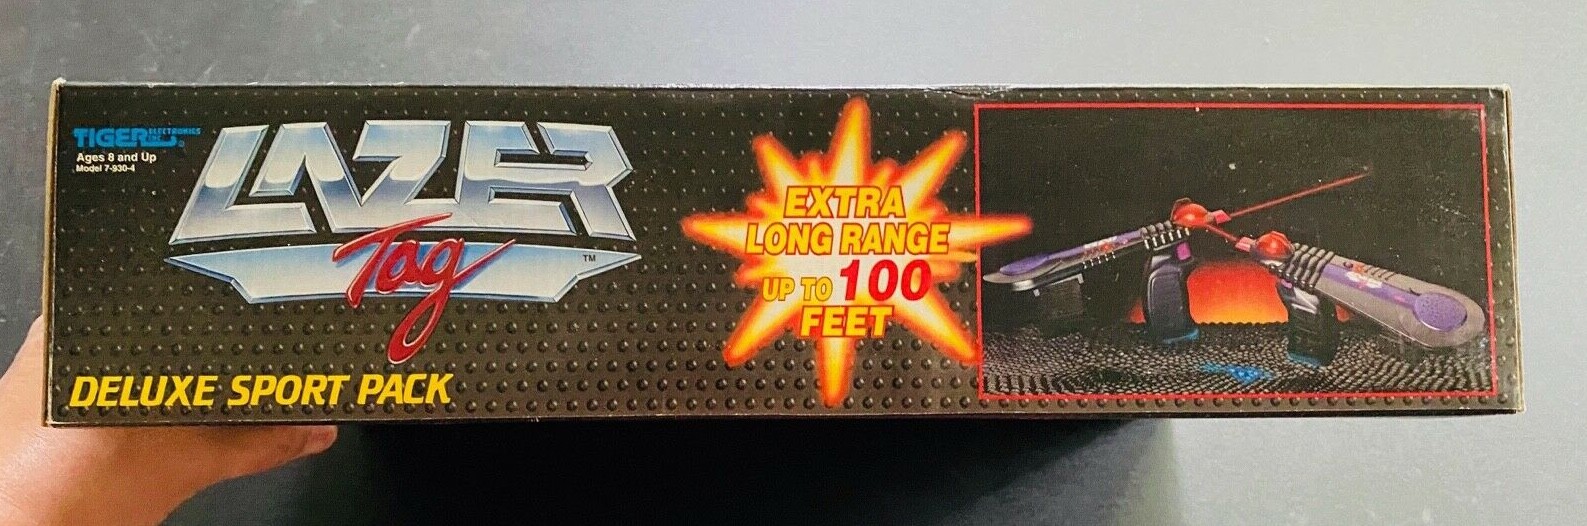 TIGER ELECTRONICS INC.
Ages 8 and Up
Model 7-930-4
LAZER
Tag
TM
DELUXE SPORT PACK
EXTRA
LONG RANGE
UP TO 100
FEET